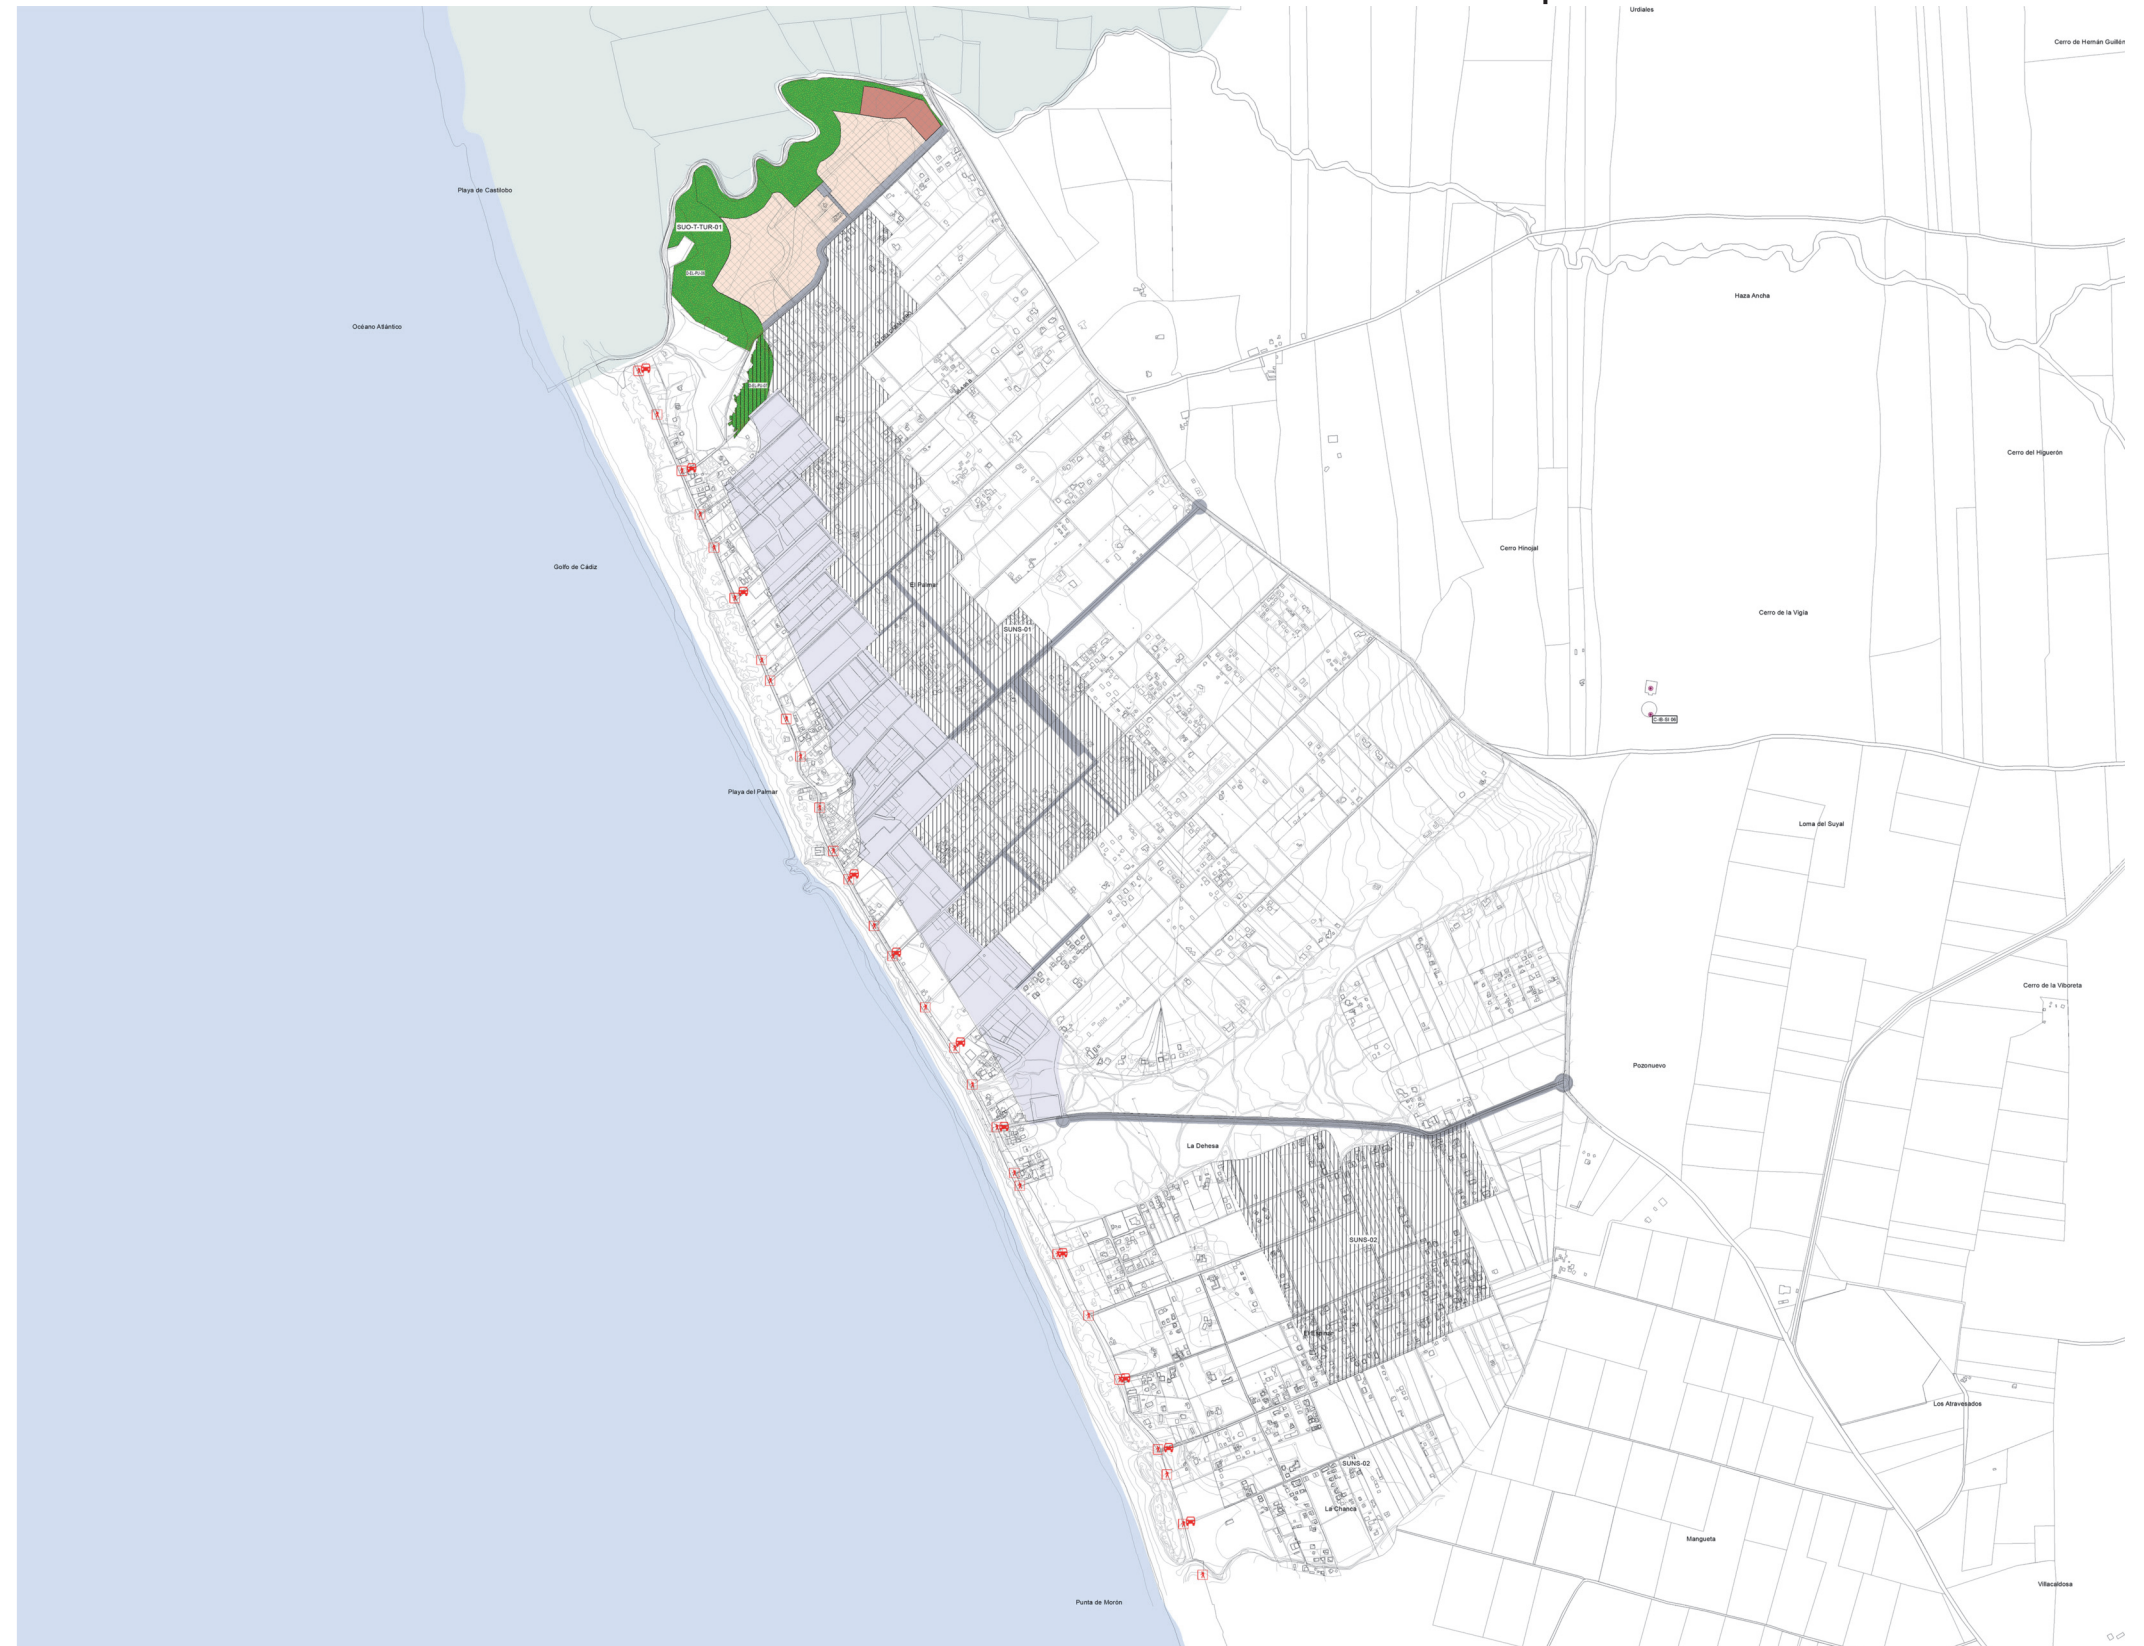 Urdiales
Cerro de Hernán Guillén
Playa de Castilobo
SUO-T-TUR-01
Haza Ancha
Océano Atlántico
Cerro del Higuerón
Cerro Hinojal
Golfo de Cádiz
El Palmar
Cerro de la Vigía
SUNS-01
Playa del Palmar
Loma del Suyal
Cerro de la Viboreta
Pozonuevo
La Dehesa
SUNS-02
El Espinar
Los Atravesados
SUNS-02
La Chanca
Mangueta
Villacaldosa
Punta de Morón